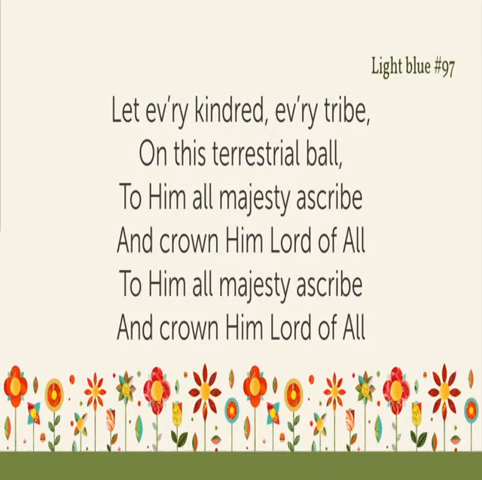 Light blue #97
Let ev'ry kindred, ev'ry tribe,
On this terrestrial ball,
To Him all majesty ascribe
And crown Him Lord of All
To Him all majesty ascribe
And crown Him Lord of All